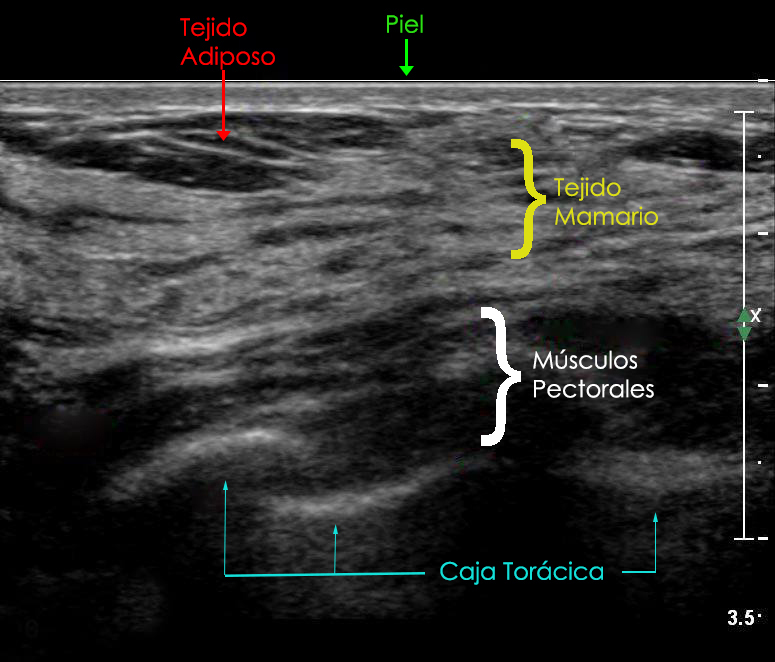 Tejido
Adiposo
Piel
Tejido
Mamario
X
Músculos
Pectorales
Caja Torácica
3.5